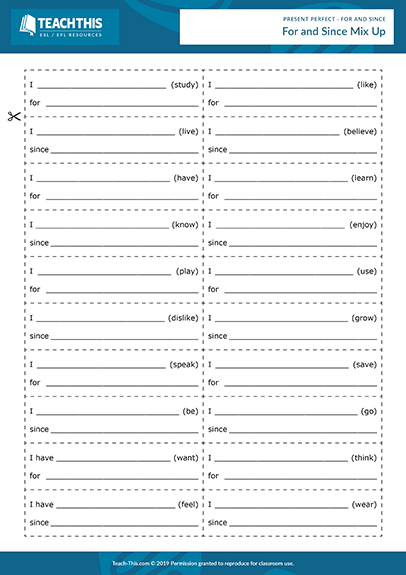 TEACHTHIS
ESL / EFL RESOURCES
PRESENT PERFECT - FOR AND SINCE
For and Since Mix Up
I ____________________ (study)
for ____________________
I ____________________ (like)
for ____________________
I ____________________ (live)
since ____________________
I ____________________ (believe)
since ____________________
I ____________________ (have)
for ____________________
I ____________________ (learn)
for ____________________
I ____________________ (know)
since ____________________
I ____________________ (enjoy)
since ____________________
I ____________________ (play)
for ____________________
I ____________________ (use)
for ____________________
I ____________________ (dislike)
since ____________________
I ____________________ (grow)
since ____________________
I ____________________ (speak)
for ____________________
I ____________________ (save)
for ____________________
I ____________________ (be)
since ____________________
I ____________________ (go)
since ____________________
I have ____________________ (want)
for ____________________
I ____________________ (think)
for ____________________
I have ____________________ (feel)
since ____________________
I ____________________ (wear)
since ____________________
Teach-This.com © 2019 Permission granted to reproduce for classroom use.